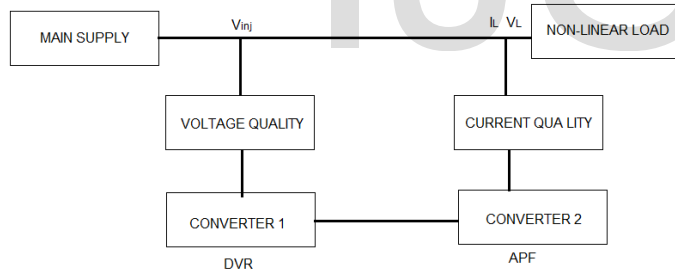 MAIN SUPPLY
Vinj
IL VL
NON-LINEAR LOAD
VOLTAGE QUALITY
CURRENT QUA LITY
CONVERTER 1
CONVERTER 2
DVR
APF